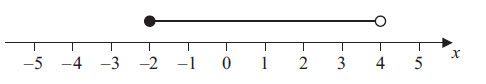 –5 –4 –3 –2 –1 0 1 2 3 4 5 x